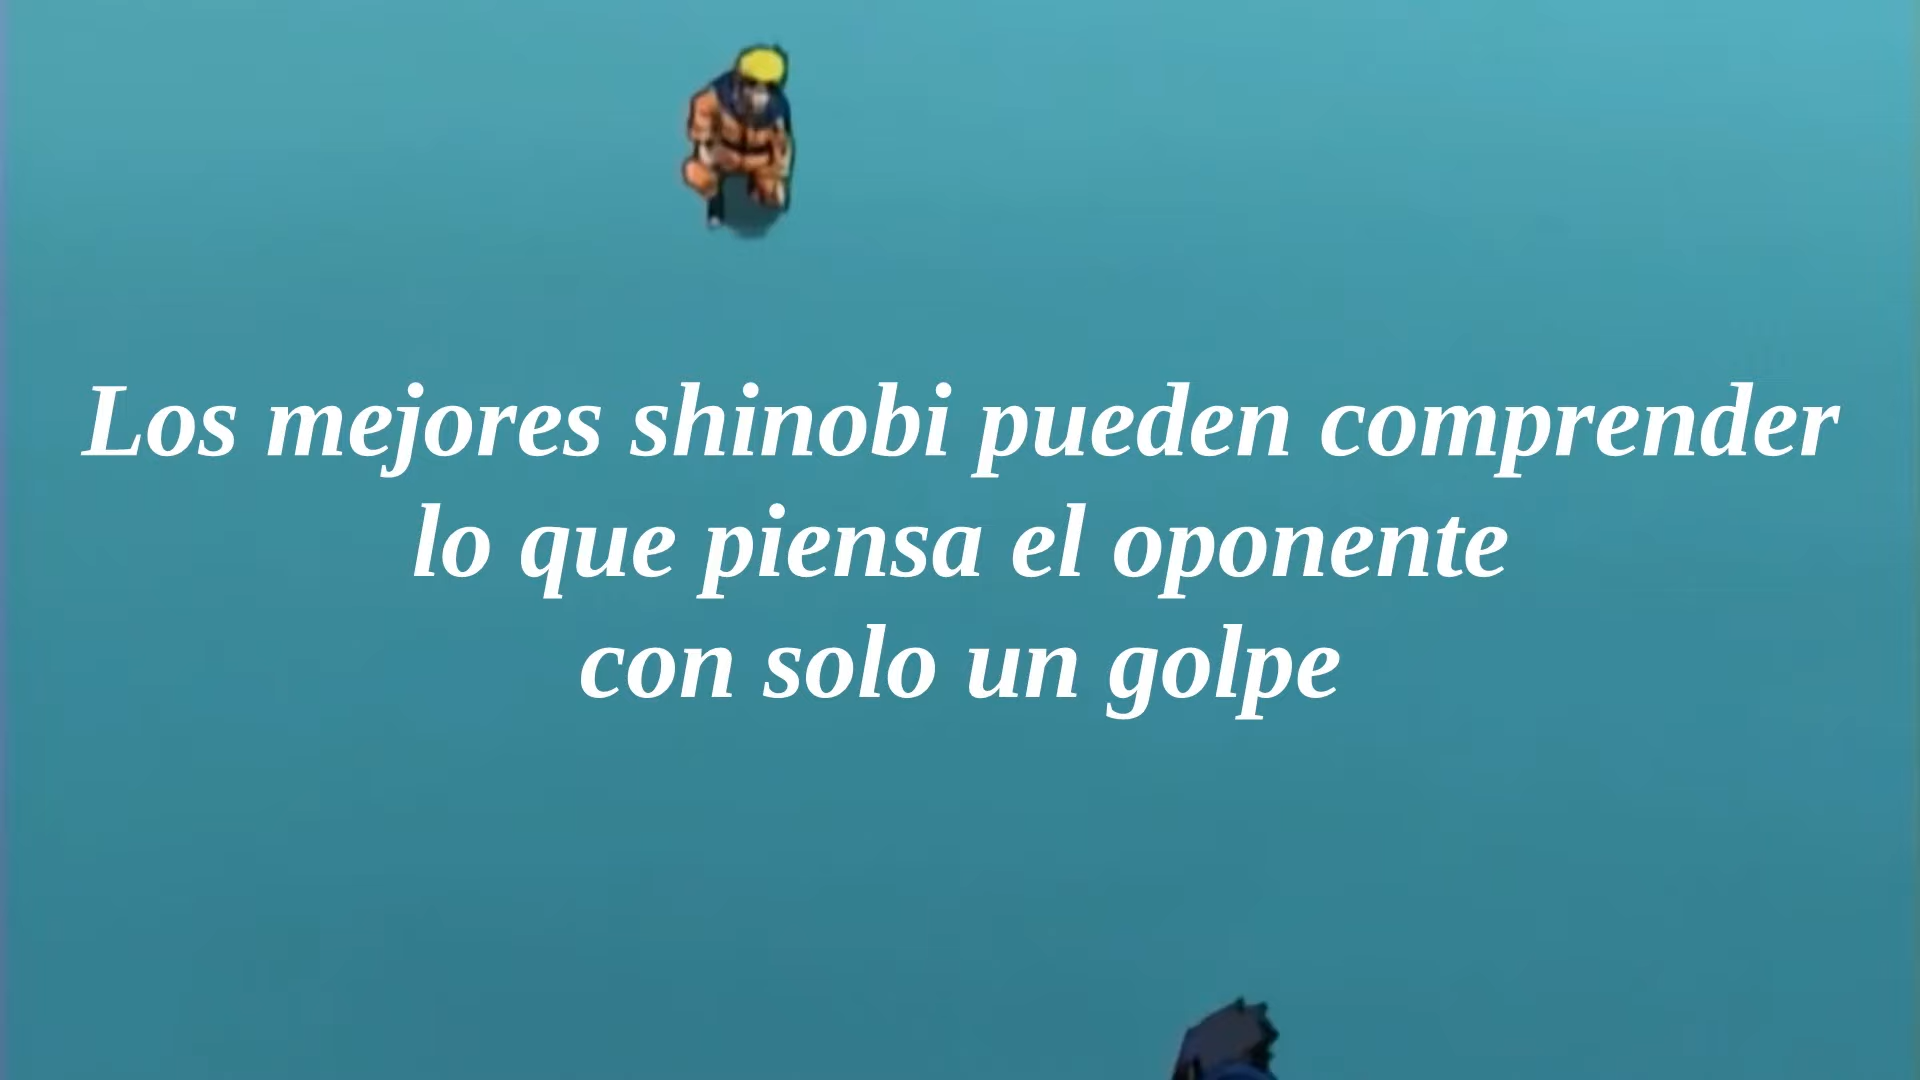 Los mejores shinobi pueden comprender
lo que piensa el oponente
con solo un golpe